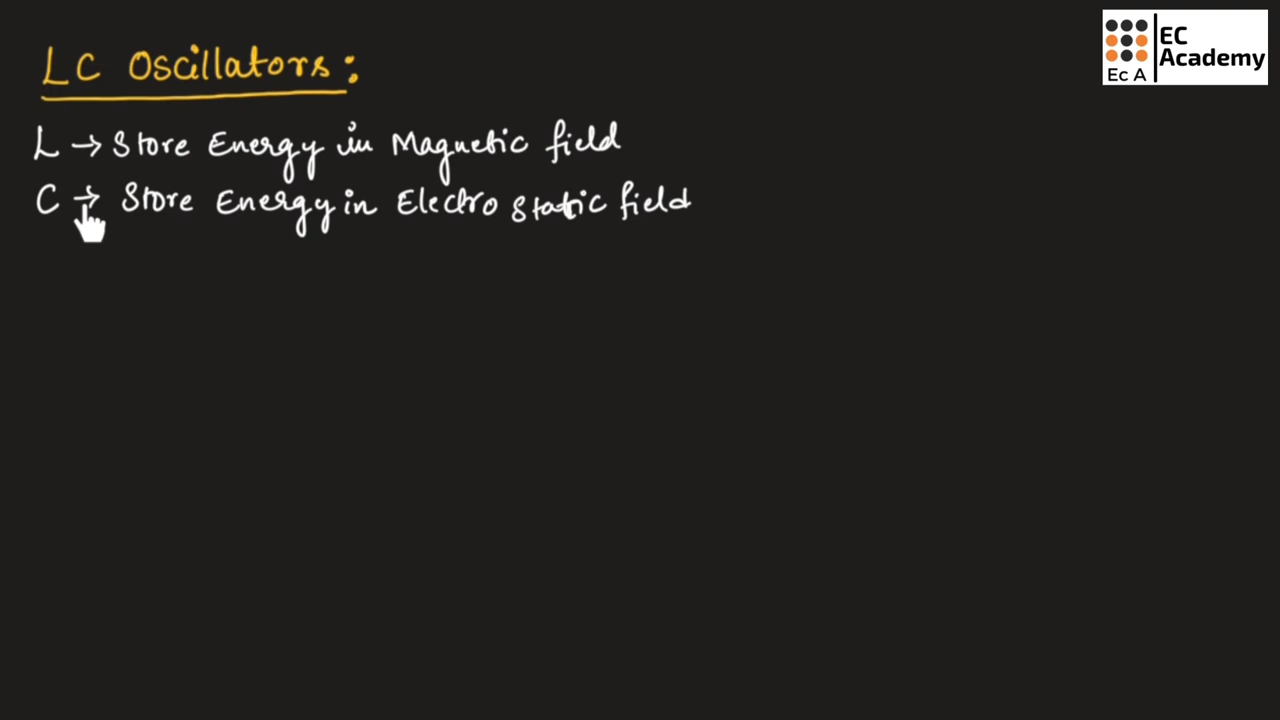 LC Oscillators:
EC
Academy
Ec A
L → Store Energy in Magnetic field
C → Store Energy in Electro static field